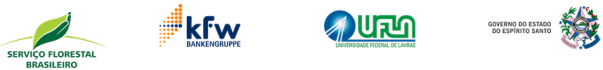 SERVIÇO FLORESTAL
BRASILEIRO
kfw
BANKENGRUPPE
UFLA
UNIVERSIDADE FEDERAL DE LAVRAS
GOVERNO DO ESTADO
DO ESPÍRITO SANTO